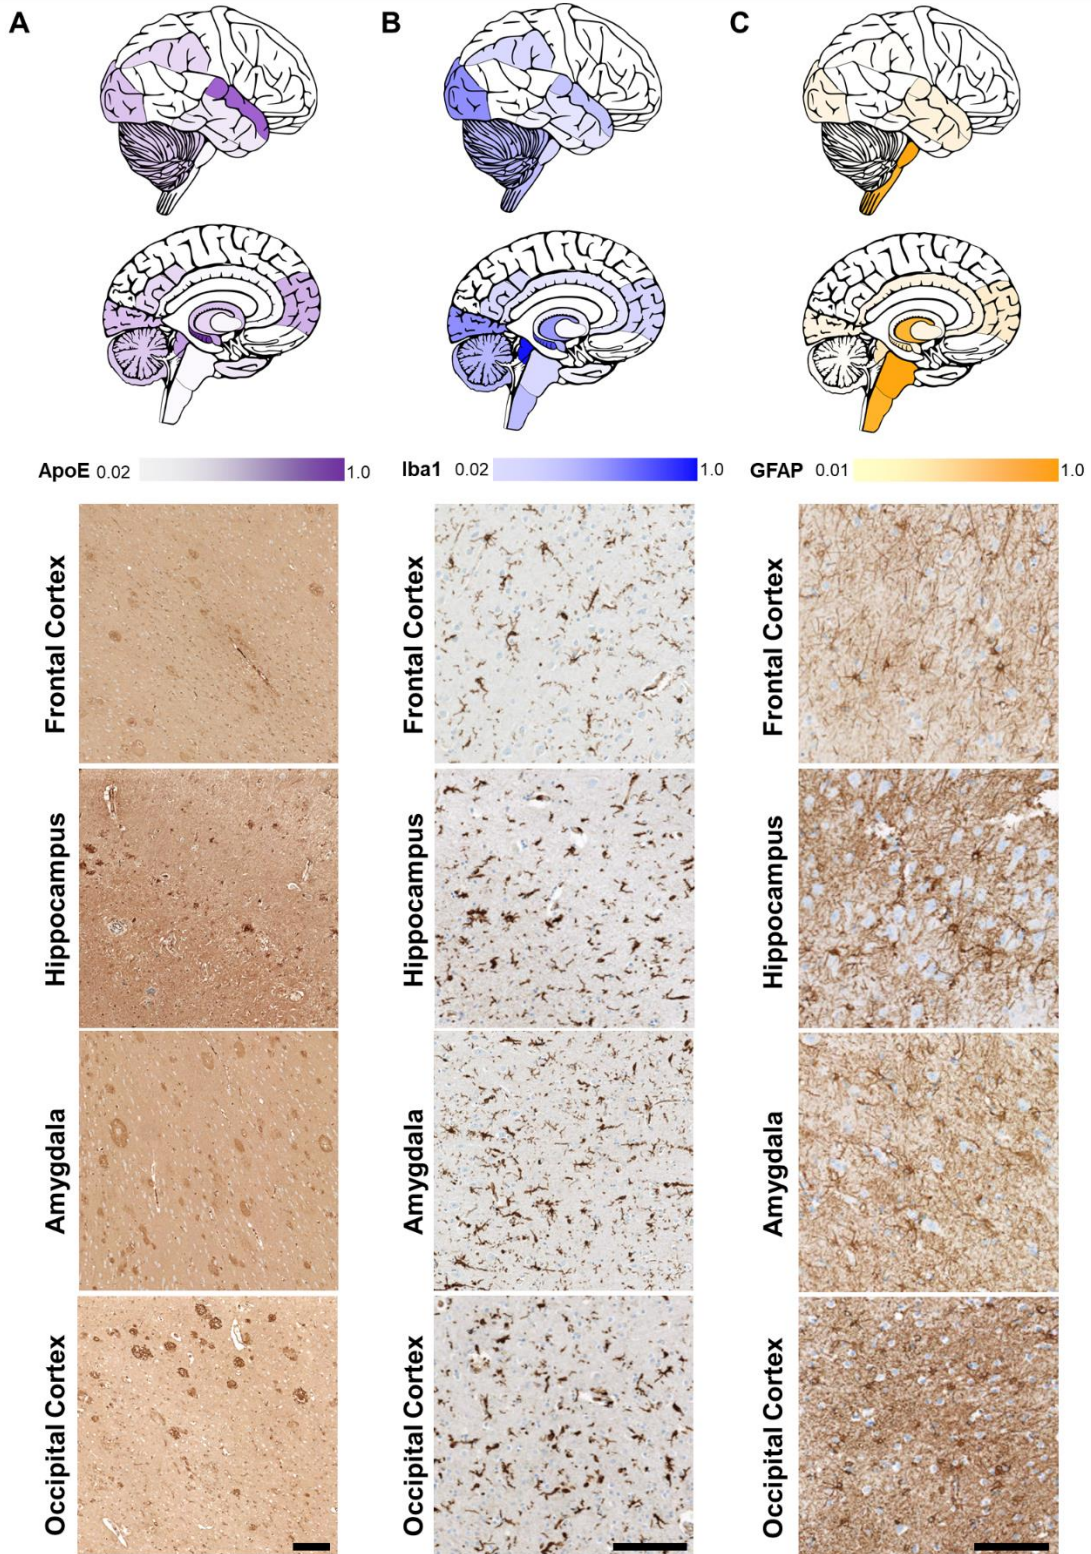 A B C
ApoE 0.02 1.0 Iba1 0.02 1.0 GFAP 0.01 1.0
Frontal Cortex Frontal Cortex Frontal Cortex
Hippocampus Hippocampus Hippocampus
Amygdala Amygdala Amygdala
Occipital Cortex Occipital Cortex Occipital Cortex